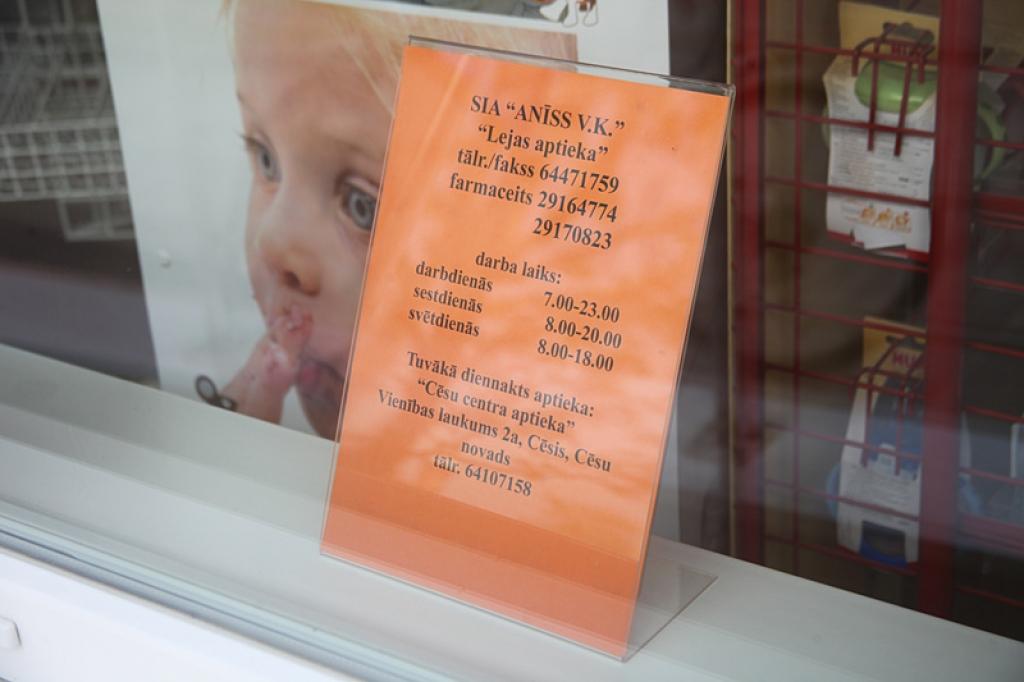 SIA “ANĪSS V.K.”
“Lejas aptieka”
tālr./fakss 64471759
farmaceits 29164774
29170823
darba laiks:
darbdienās 7.00-23.00
sestdienās 8.00-20.00
svētdienās 8.00-18.00
Tuvākā diennakts aptieka:
“Cēsu centra aptieka”
Vienības laukums 2a, Cēsis, Cēsu
novads
tālr. 64107158